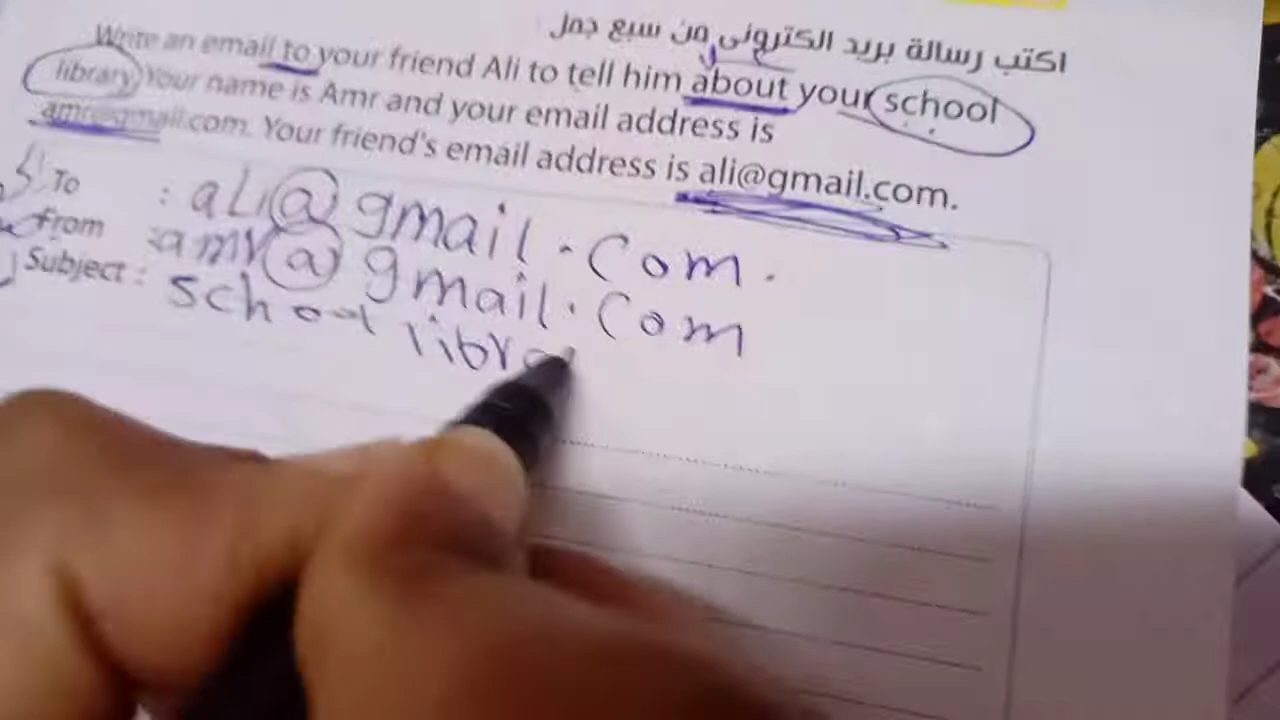 اكتب رسالة بريد الكترونى من سبع جمل
Write an email to your friend Ali to tell him about your school
library. Your name is Amr and your email address is
amr@gmail.com. Your friend's email address is ali@gmail.com.
To : ali@gmail.com.
From : amr@gmail.com
Subject : school libra